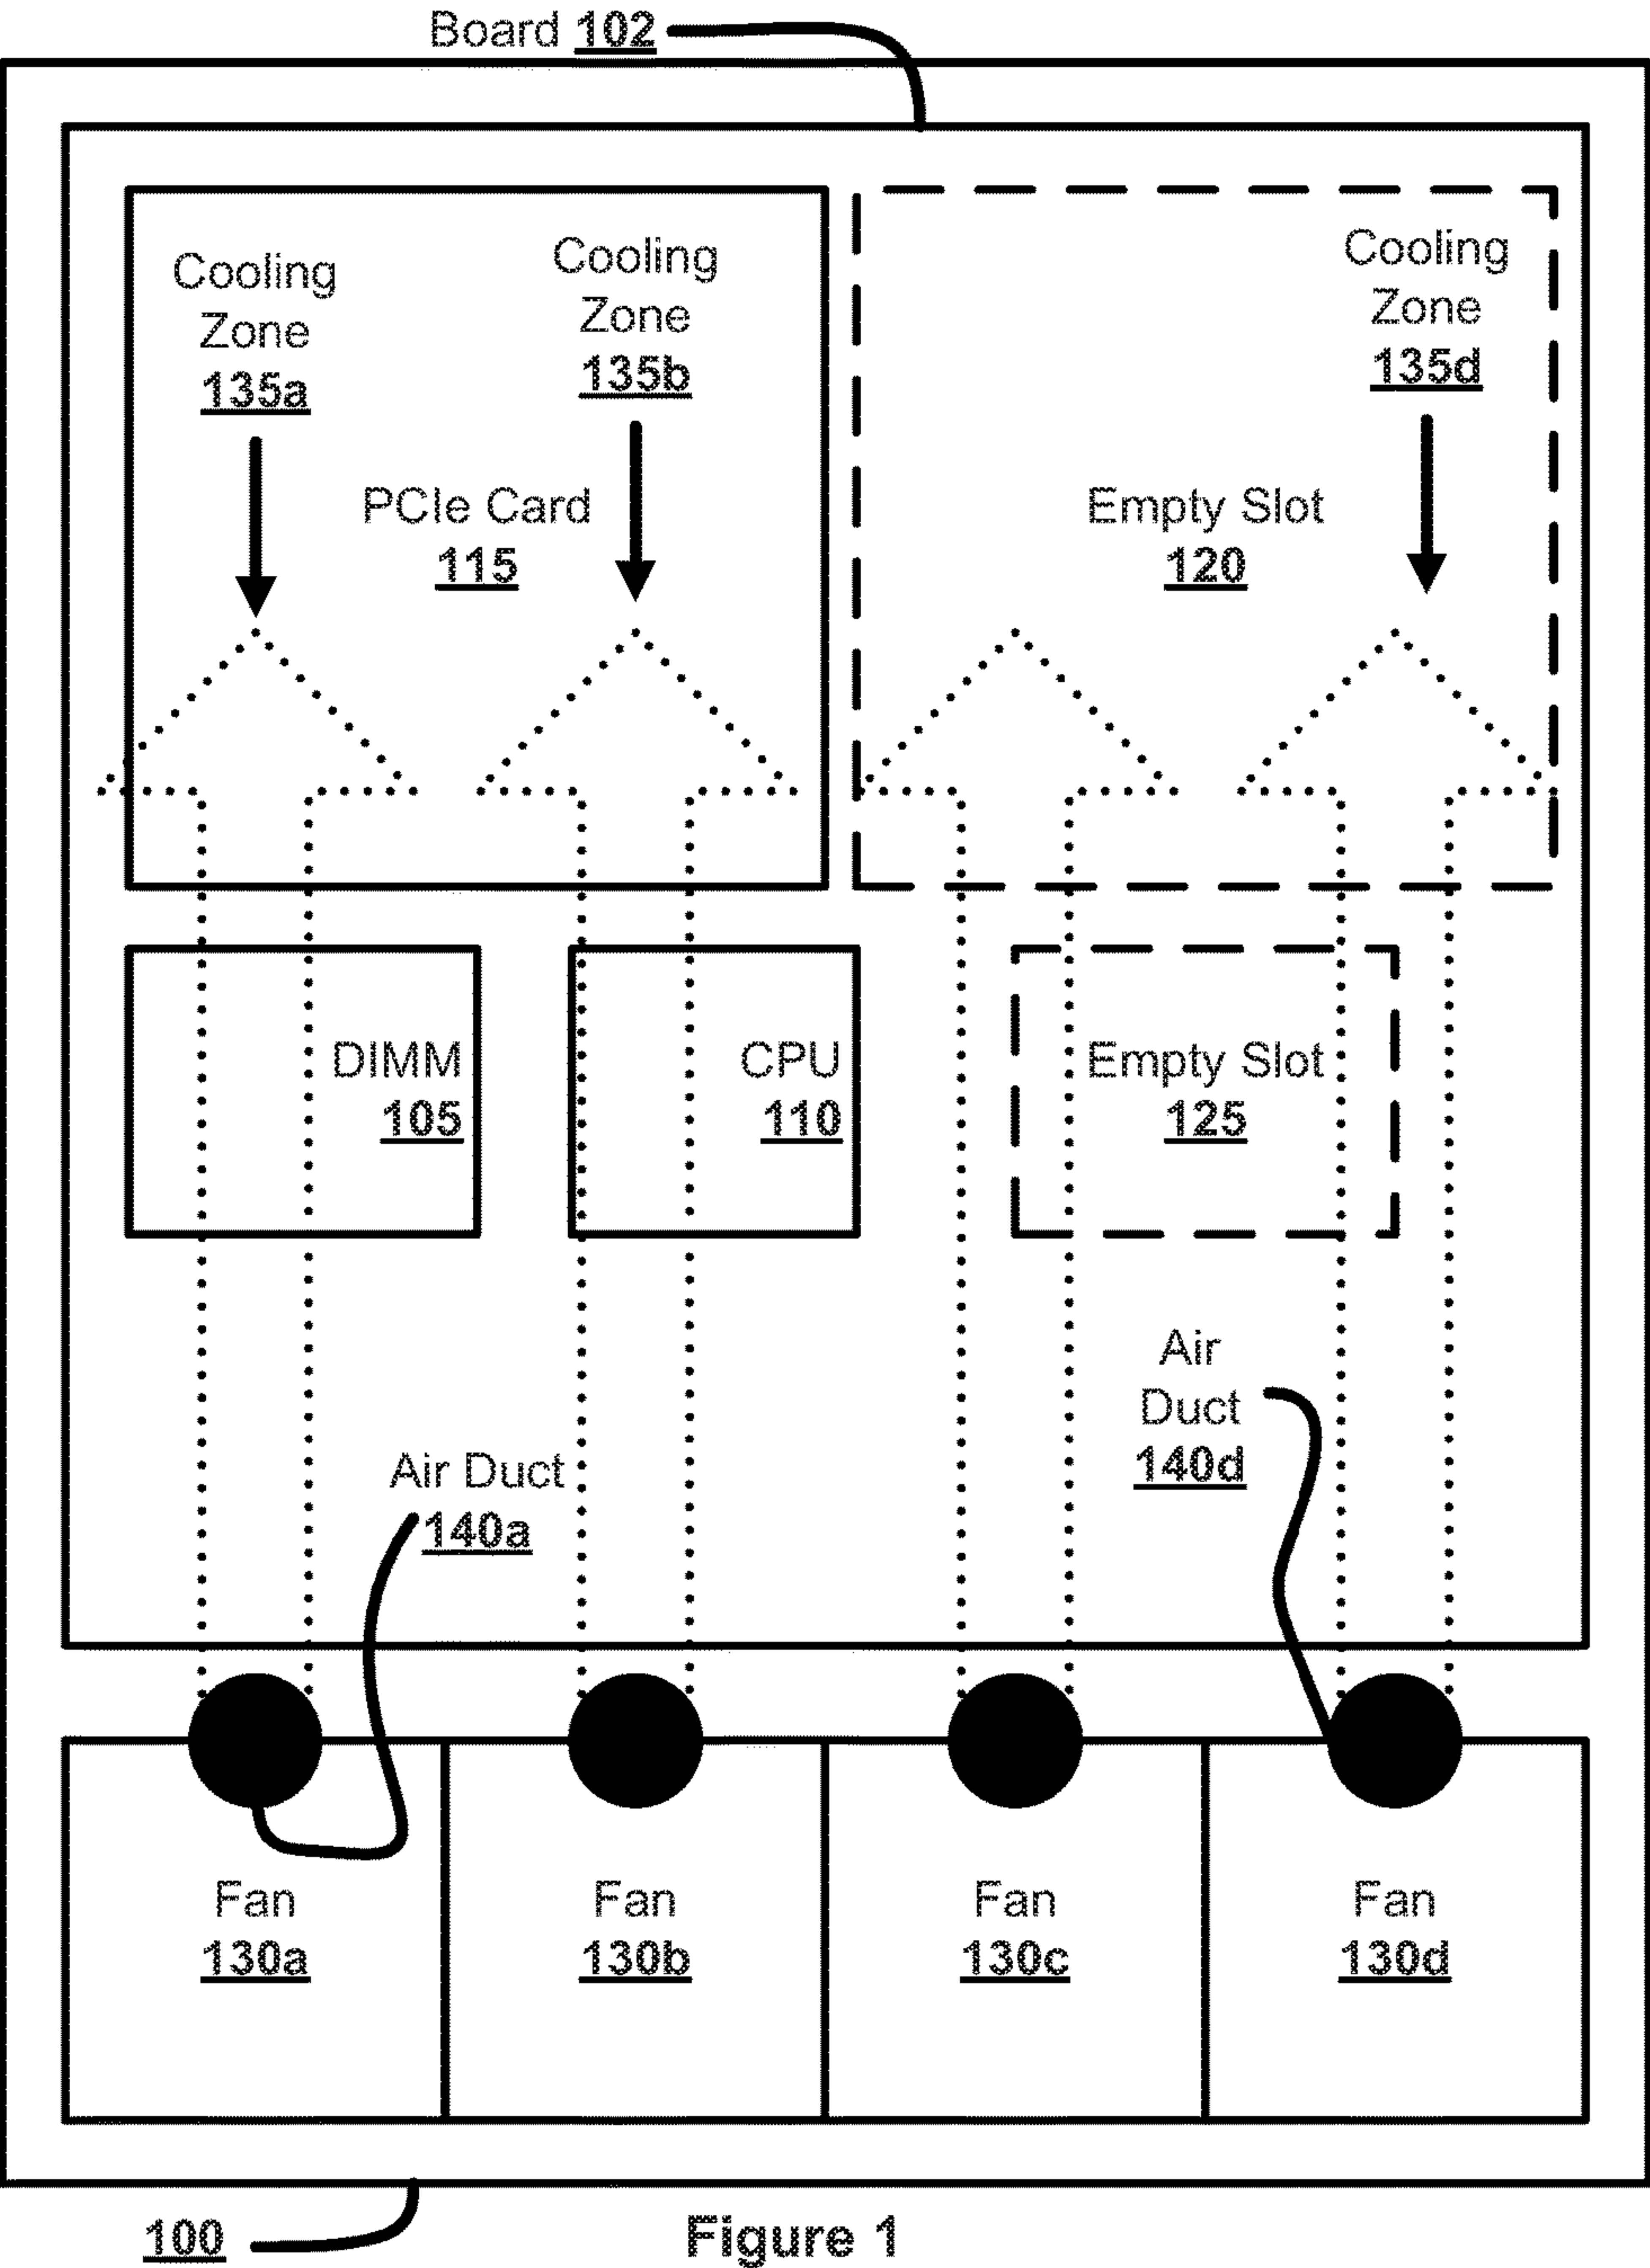 Board 102
Cooling
Zone
135a
Cooling
Zone
135b
Cooling
Zone
135d
PCIe Card
115
Empty Slot
120
DIMM
105
CPU
110
Empty Slot
125
Air
Duct
140d
Air Duct
140a
Fan
130a
Fan
130b
Fan
130c
Fan
130d
100
Figure 1